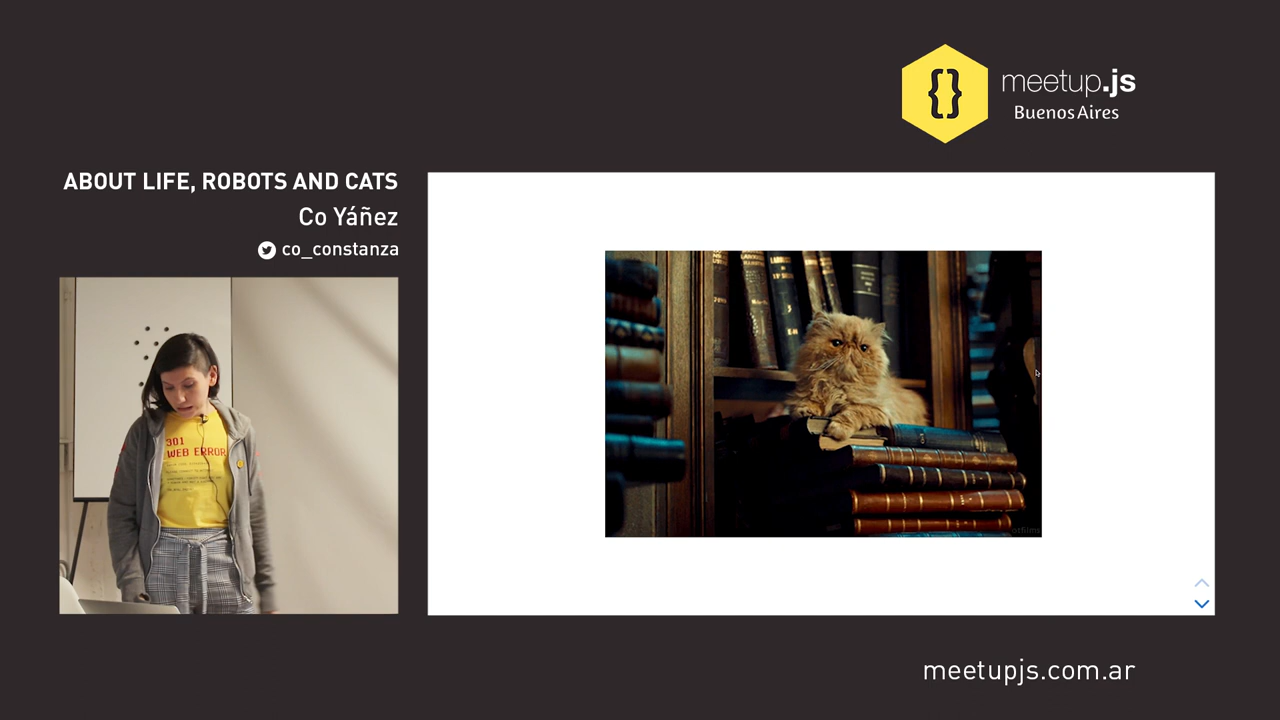 {}
meetup.js
Buenos Aires
ABOUT LIFE, ROBOTS AND CATS
Co Yáñez
co_constanza
301
WEB ERROR
meetupjs.com.ar